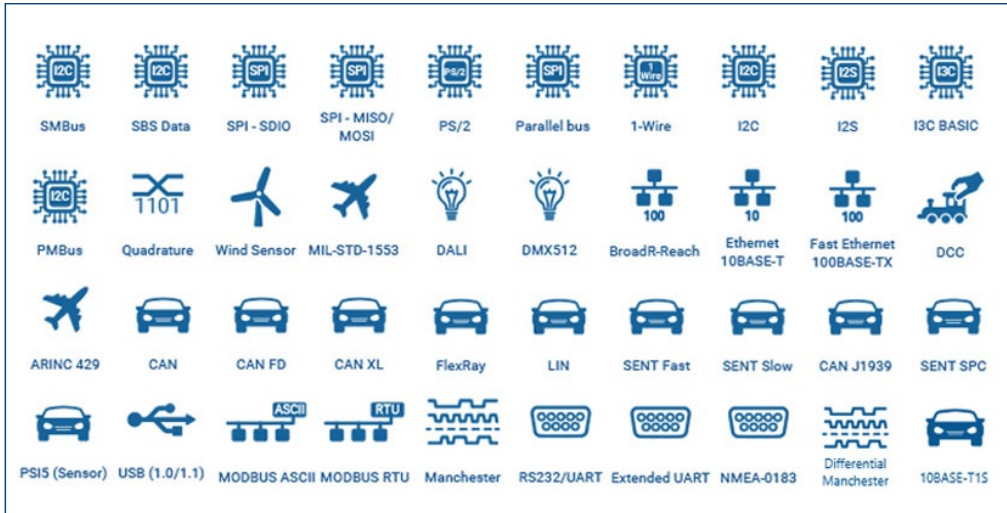 I2C
I2C
SPI
SPI
PS/2
SPI
1
Wire
I2C
I2S
I3C
SMBus
SBS Data
SPI - SDIO
SPI - MISO/
MOSI
PS/2
Parallel bus
1-Wire
I2C
I2S
I3C BASIC
I2C
1101
100
10
100
PMBus
Quadrature
Wind Sensor
MIL-STD-1553
DALI
DMX512
BroadR-Reach
Ethernet
10BASE-T
Fast Ethernet
100BASE-TX
DCC
ARINC 429
CAN
CAN FD
CAN XL
FlexRay
LIN
SENT Fast
SENT Slow
CAN J1939
SENT SPC
ASCII
RTU
PSI5 (Sensor)
USB (1.0/1.1)
MODBUS ASCII
MODBUS RTU
Manchester
RS232/UART
Extended UART
NMEA-0183
Differential
Manchester
10BASE-T1S